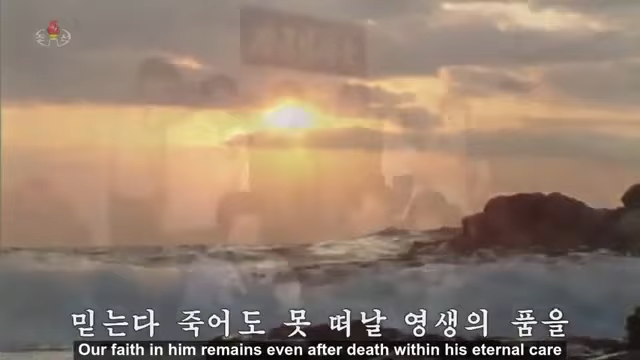 믿는다 죽어도 못 떠날 영생의 품을
Our faith in him remains even after death within his eternal care